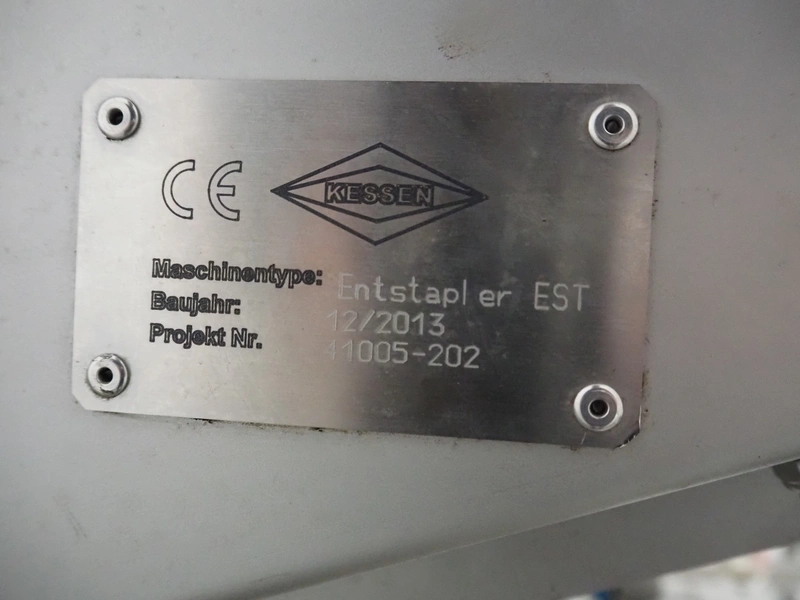 CE KESSEN
Maschinentype: Entstapler EST
Baujahr: 12/2013
Projekt Nr. 11005-202